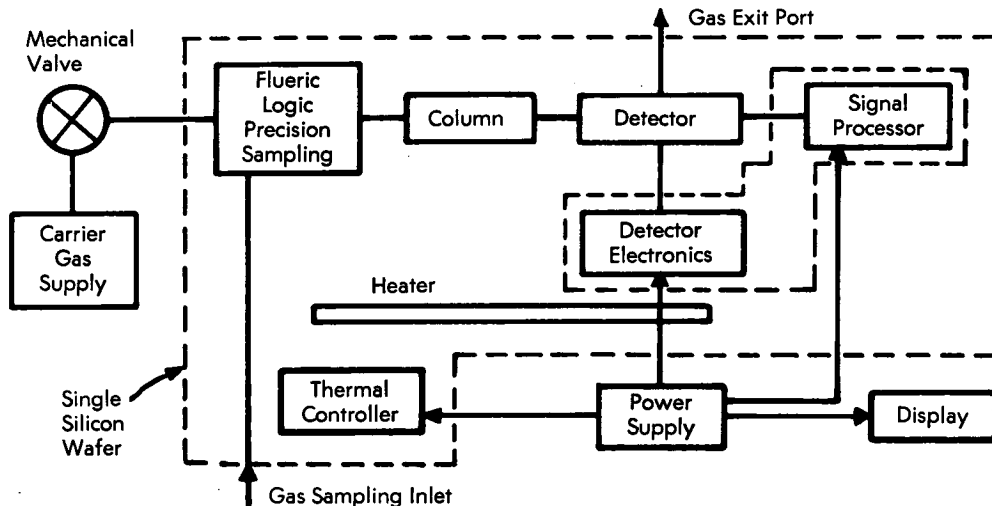 Gas Exit Port
Mechanical
Valve
Flueric
Logic
Precision
Sampling
Column
Detector
Signal
Processor
Carrier
Gas
Supply
Detector
Electronics
Heater
Single
Silicon
Wafer
Thermal
Controller
Power
Supply
Display
Gas Sampling Inlet